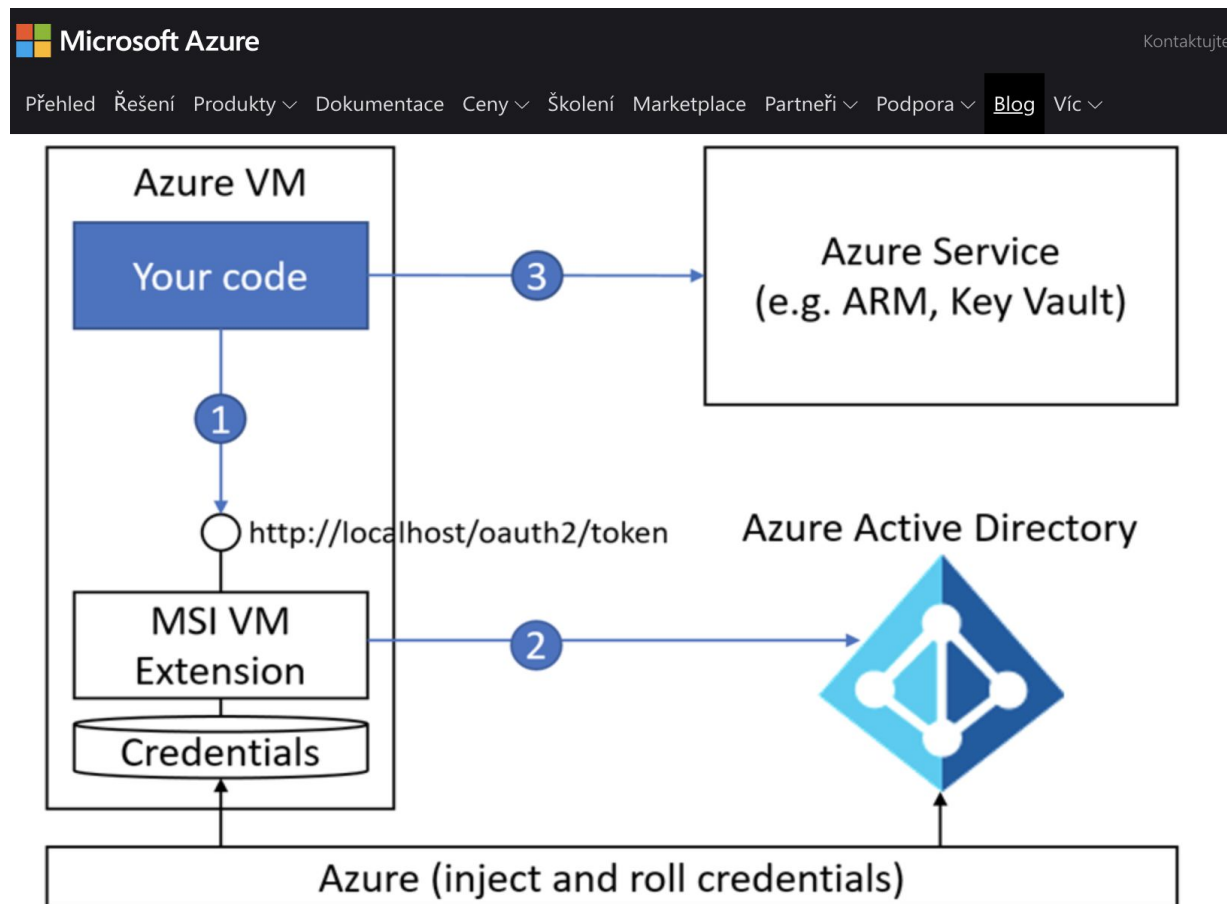 Microsoft Azure
Kontaktujte
Přehled Řešení Produkty Dokumentace Ceny Školení Marketplace Partneři Podpora Blog Víc
Azure VM
Your code
3
Azure Service
(e.g. ARM, Key Vault)
1
http://localhost/oauth2/token
Azure Active Directory
MSI VM
Extension
2
Credentials
Azure (inject and roll credentials)